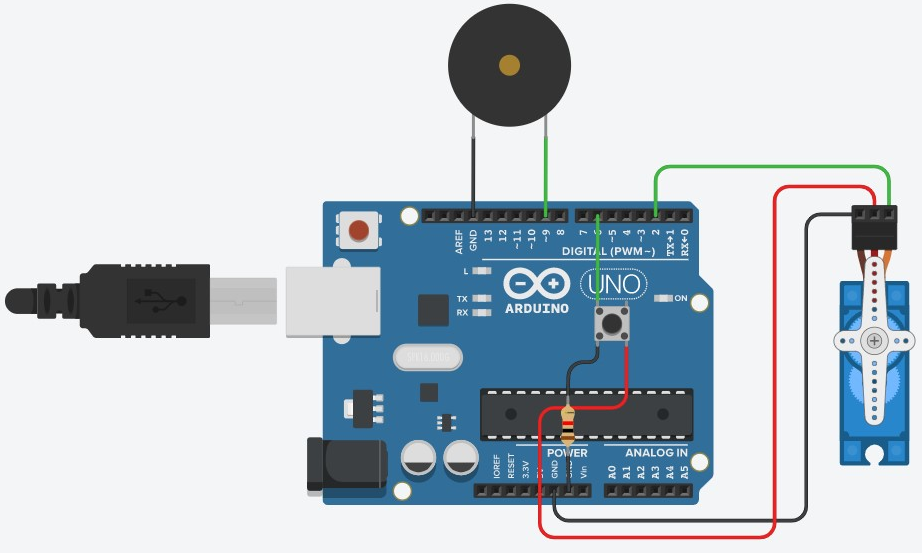 AREF
GND
13
12
~11
~10
~9
8
7
~5
4
~3
2
TX→1
RX←0
DIGITAL (PWM~)
L
TX
RX
UNO
ARDUINO
ON
POWER
ANALOG IN
IOREF
RESET
3.3V
GND
Vin
A0
A1
A2
A3
A4
A5